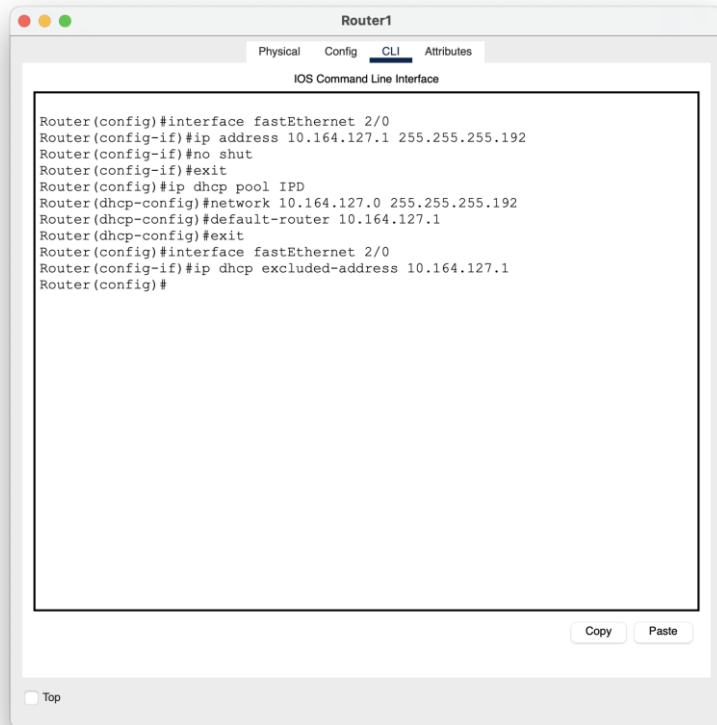 Router1
Physical Config CLI Attributes
IOS Command Line Interface
Router(config)#interface fastEthernet 2/0
Router(config-if)#ip address 10.164.127.1 255.255.255.192
Router(config-if)#no shut
Router(config-if)#exit
Router(config)#ip dhcp pool IPD
Router(dhcp-config)#network 10.164.127.0 255.255.255.192
Router(dhcp-config)#default-router 10.164.127.1
Router(dhcp-config)#exit
Router(config)#interface fastEthernet 2/0
Router(config-if)#ip dhcp excluded-address 10.164.127.1
Router(config)#
Copy Paste
Top